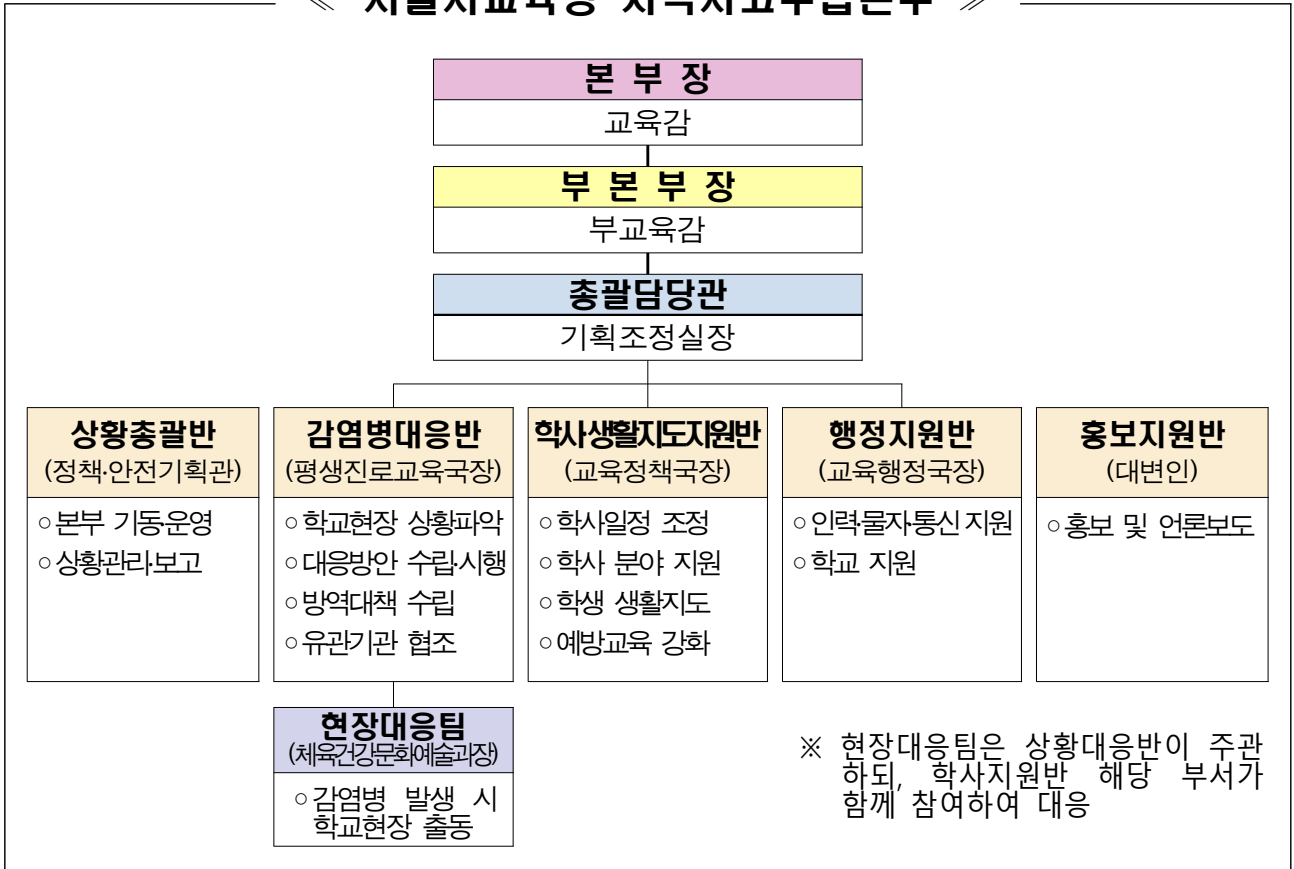 본 부 장
교육감
부 본 부 장
부교육감
총괄담당관
기획조정실장
상황총괄반
(정책·안전기획관)
○본부 기동·운영
○상황관리·보고
감염병대응반
(평생진로교육국장)
○학교현장 상황파악
○대응방안 수립·시행
○방역대책 수립
○유관기관 협조
학사·생활지도지원반
(교육정책국장)
○학사일정 조정
○학사 분야 지원
○학생 생활지도
○예방교육 강화
행정지원반
(교육행정국장)
○인력·물자·통신 지원
○학교 지원
홍보지원반
(대변인)
○홍보 및 언론보도
현장대응팀
(체육건강문화예술과장)
○감염병 발생 시
학교현장 출동
※ 현장대응팀은 상황대응반이 주관
하되, 학사지원반 해당 부서가
함께 참여하여 대응